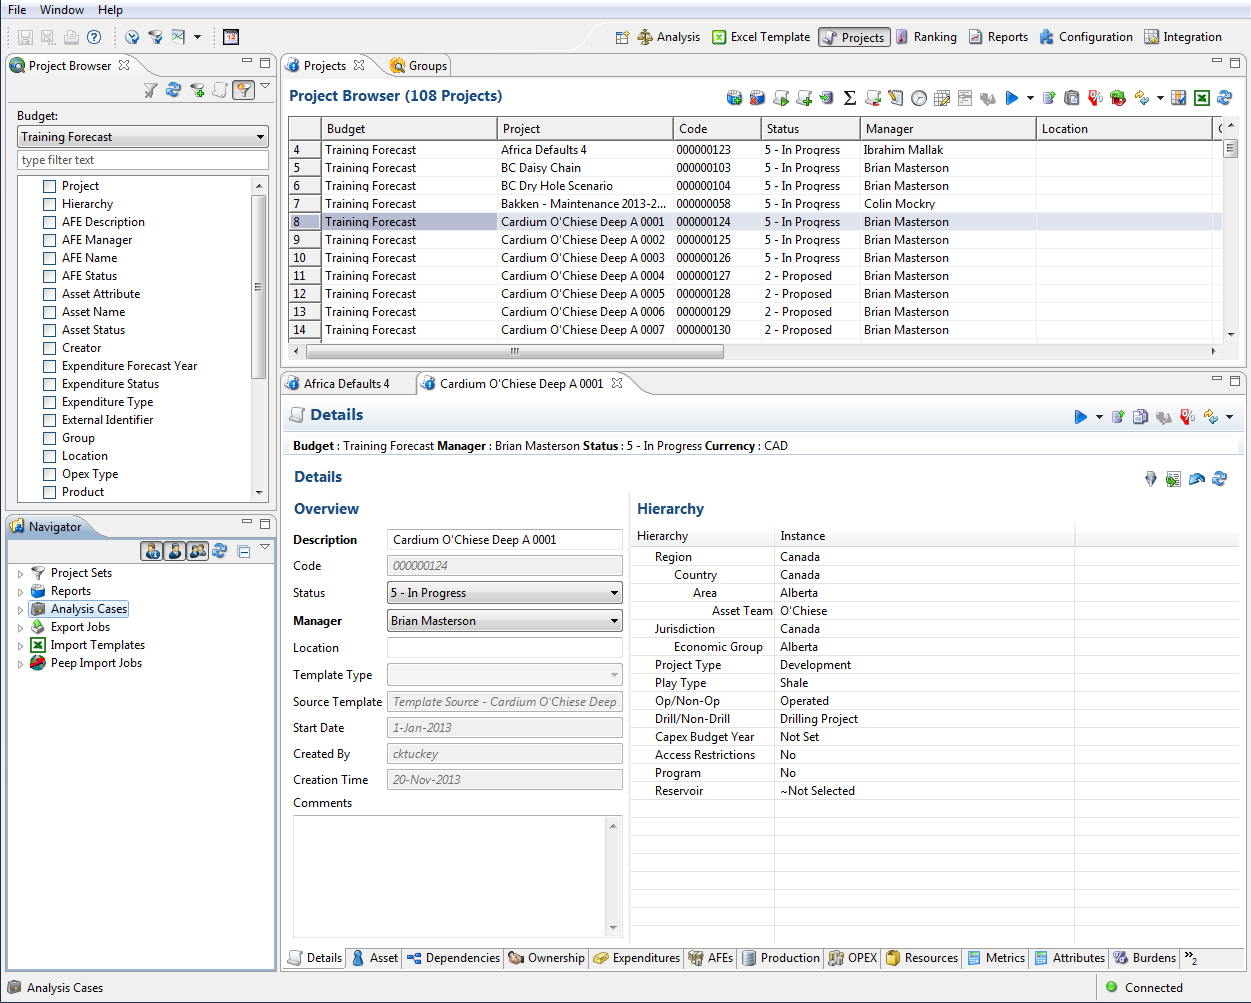 File Window Help
Analysis Excel Template Projects Ranking Reports Configuration Integration
Project Browser
Budget:
Training Forecast
type filter text
Project
Hierarchy
AFE Description
AFE Manager
AFE Name
AFE Status
Asset Attribute
Asset Name
Asset Status
Creator
Expenditure Forecast Year
Expenditure Status
Expenditure Type
External Identifier
Group
Location
Opex Type
Product
Navigator
Project Sets
Reports
Analysis Cases
Export Jobs
Import Templates
Peep Import Jobs
Projects Groups
Project Browser (108 Projects)
Budget Project Code Status Manager Location
4 Training Forecast Africa Defaults 4 000000123 5 - In Progress Ibrahim Mallak
5 Training Forecast BC Daisy Chain 000000103 5 - In Progress Brian Masterson
6 Training Forecast BC Dry Hole Scenario 000000104 5 - In Progress Brian Masterson
7 Training Forecast Bakken - Maintenance 2013-2... 000000058 5 - In Progress Colin Mockry
8 Training Forecast Cardium O'Chiese Deep A 0001 000000124 5 - In Progress Brian Masterson
9 Training Forecast Cardium O'Chiese Deep A 0002 000000125 5 - In Progress Brian Masterson
10 Training Forecast Cardium O'Chiese Deep A 0003 000000126 5 - In Progress Brian Masterson
11 Training Forecast Cardium O'Chiese Deep A 0004 000000127 2 - Proposed Brian Masterson
12 Training Forecast Cardium O'Chiese Deep A 0005 000000128 2 - Proposed Brian Masterson
13 Training Forecast Cardium O'Chiese Deep A 0006 000000129 2 - Proposed Brian Masterson
14 Training Forecast Cardium O'Chiese Deep A 0007 000000130 2 - Proposed Brian Masterson
Africa Defaults 4 Cardium O'Chiese Deep A 0001
Details
Budget : Training Forecast Manager : Brian Masterson Status : 5 - In Progress Currency : CAD
Details
Overview
Description Cardium O'Chiese Deep A 0001
Code 000000124
Status 5 - In Progress
Manager Brian Masterson
Location
Template Type
Source Template Template Source - Cardium O'Chiese Deep
Start Date 1-Jan-2013
Created By cktuckey
Creation Time 20-Nov-2013
Comments
Hierarchy
Hierarchy Instance
Region Canada
Country Canada
Area Alberta
Asset Team O'Chiese
Jurisdiction Canada
Economic Group Alberta
Project Type Development
Play Type Shale
Op/Non-Op Operated
Drill/Non-Drill Drilling Project
Capex Budget Year Not Set
Access Restrictions No
Program No
Reservoir ~Not Selected
Details Asset Dependencies Ownership Expenditures AFEs Production OPEX Resources Metrics Attributes Burdens »2
Analysis Cases Connected